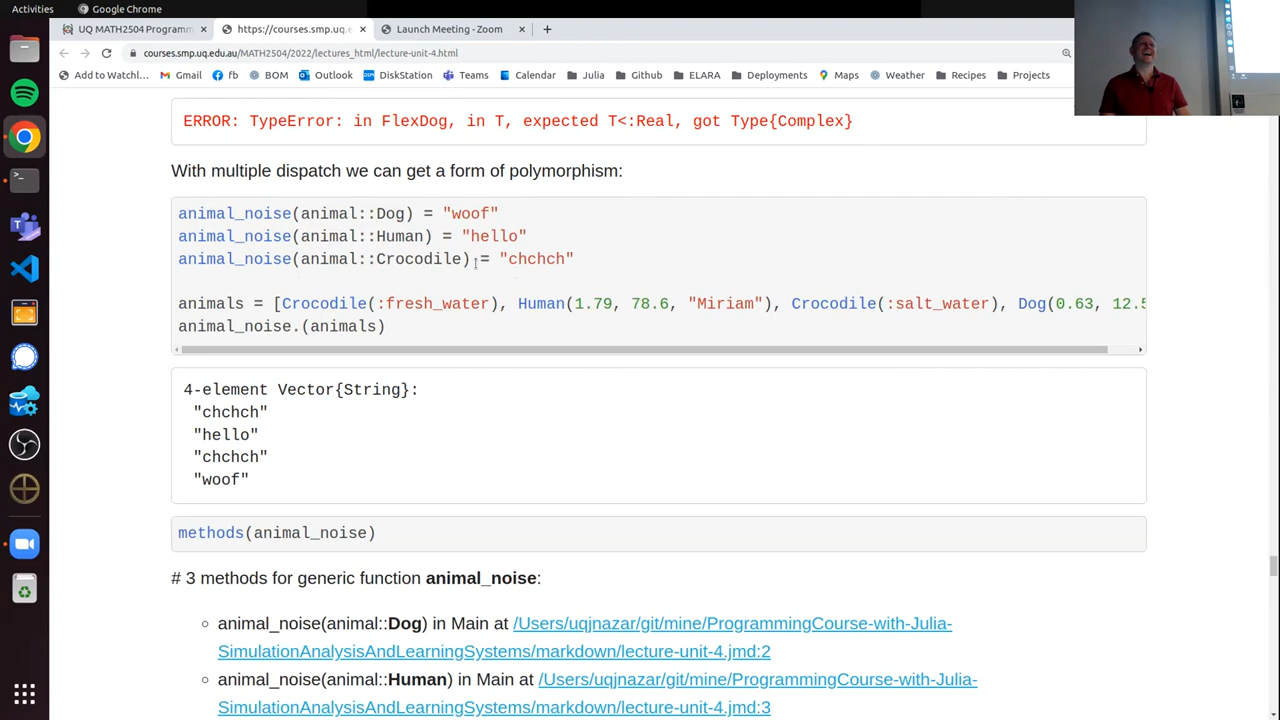 Activities
Google Chrome
UQ MATH2504 Programm
https://courses.smp.uq.e
Launch Meeting - Zoom
courses.smp.uq.edu.au/MATH2504/2022/lectures_html/lecture-unit-4.html
Add to Watchl... Gmail fb BOM Outlook DiskStation Teams Calendar Julia Github ELARA Deployments Maps Weather Recipes Projects
ERROR: TypeError: in FlexDog, in T, expected T<:Real, got Type{Complex}
With multiple dispatch we can get a form of polymorphism:
animal_noise(animal::Dog) = "woof"
animal_noise(animal::Human) = "hello"
animal_noise(animal::Crocodile) = "chchch"
animals = [Crocodile(:fresh_water), Human(1.79, 78.6, "Miriam"), Crocodile(:salt_water), Dog(0.63, 12.5
animal_noise.(animals)
4-element Vector{String}:
"chchch"
"hello"
"chchch"
"woof"
methods(animal_noise)
# 3 methods for generic function animal_noise:
animal_noise(animal::Dog) in Main at /Users/uqjnazar/git/mine/ProgrammingCourse-with-Julia-
SimulationAnalysisAndLearningSystems/markdown/lecture-unit-4.jmd:2
animal_noise(animal::Human) in Main at /Users/uqjnazar/git/mine/ProgrammingCourse-with-Julia-
SimulationAnalysisAndLearningSystems/markdown/lecture-unit-4.jmd:3